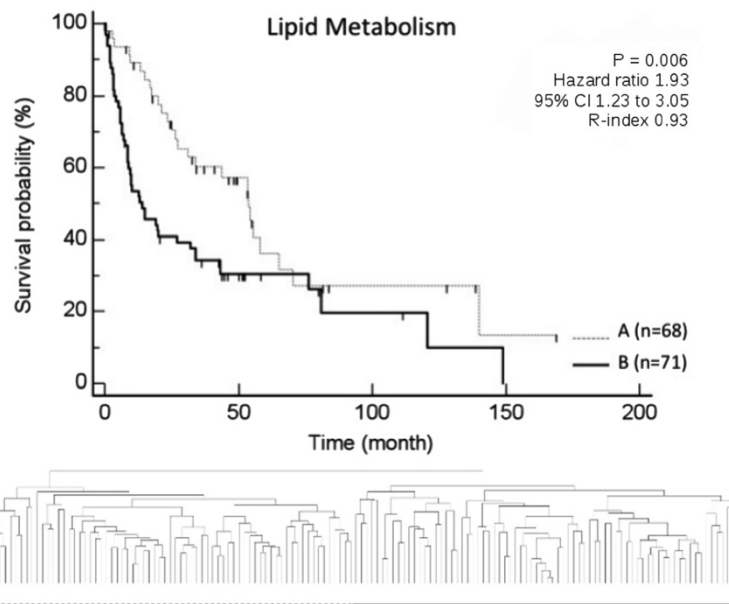 Lipid Metabolism
P = 0.006
Hazard ratio 1.93
95% CI 1.23 to 3.05
R-index 0.93
Survival probability (%)
100
80
60
40
20
0
A (n=68)
B (n=71)
0 50 100 150 200
Time (month)